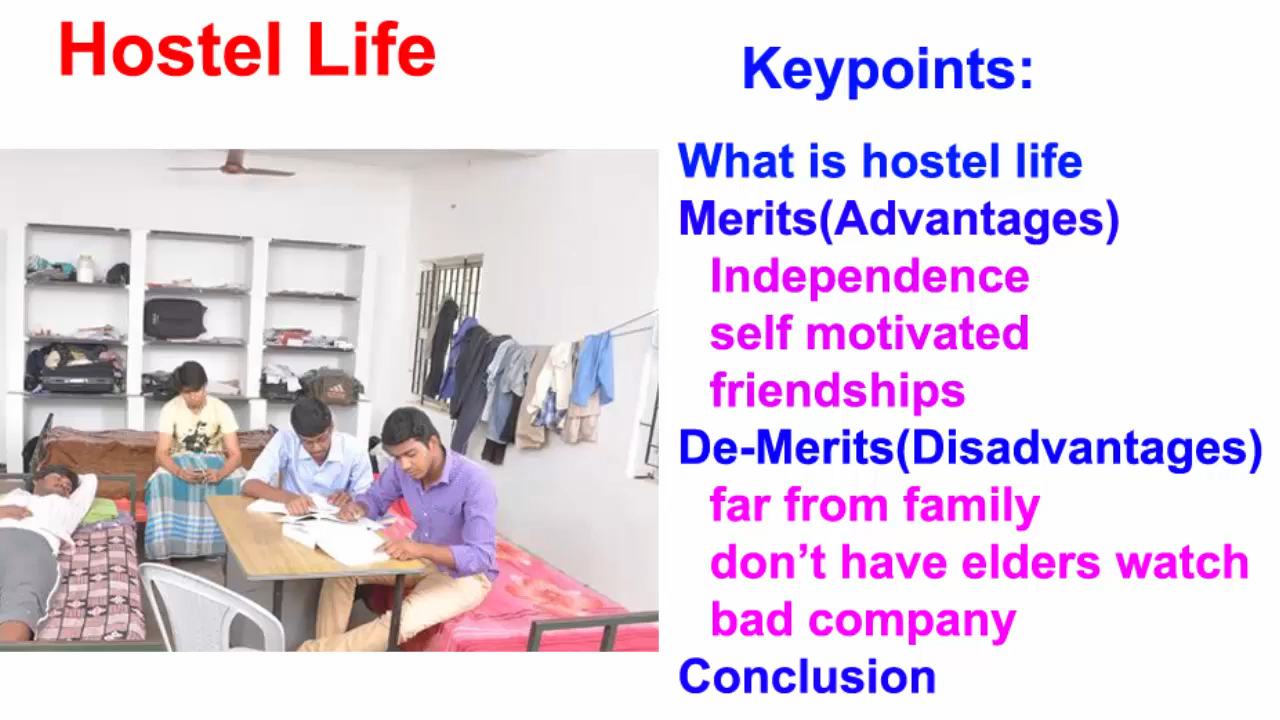 Hostel Life
Keypoints:
What is hostel life
Merits(Advantages)
Independence
self motivated
friendships
De-Merits(Disadvantages)
far from family
don’t have elders watch
bad company
Conclusion